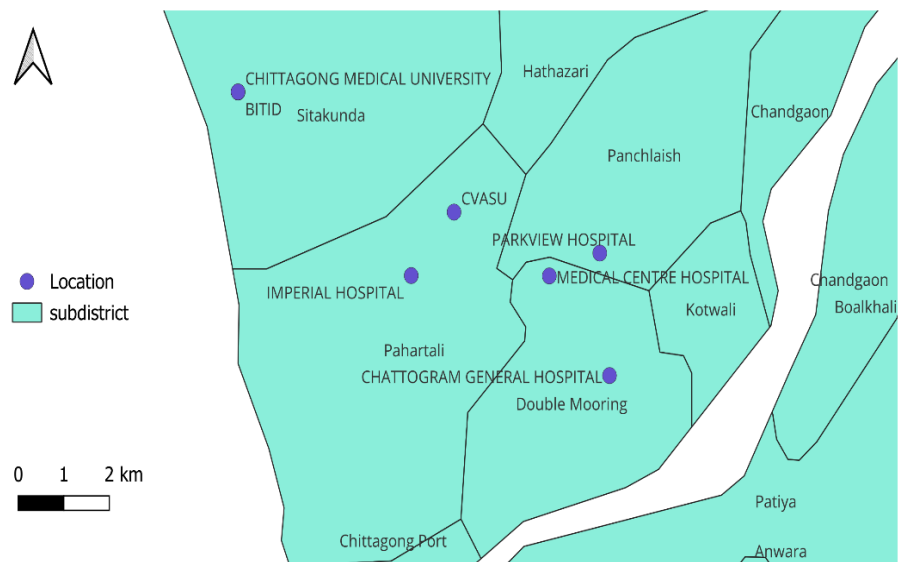 Hathazari
CHITTAGONG MEDICAL UNIVERSITY
BITID
Sitakunda
Chandgaon
Panchlaish
CVASU
PARKVIEW HOSPITAL
MEDICAL CENTRE HOSPITAL
IMPERIAL HOSPITAL
Location
subdistrict
Chandgaon
Boalkhali
Kotwali
Pahartali
CHATTOGRAM GENERAL HOSPITAL
Double Mooring
0 1 2 km
Patiya
Chittagong Port
Anwara